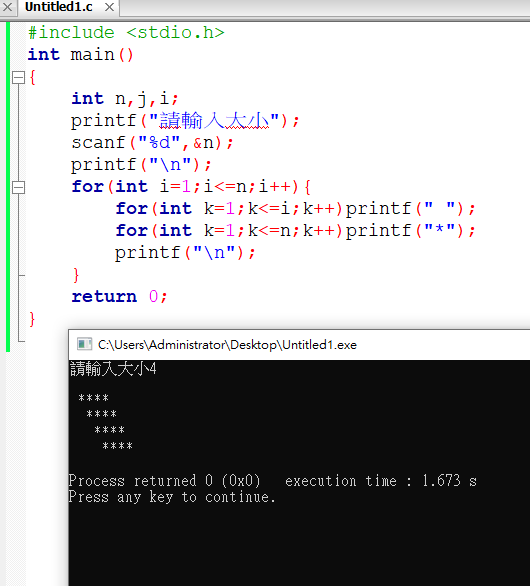 Untitled1.c
#include <stdio.h>
int main()
{
    int n,j,i;
    printf("請輸入大小");
    scanf("%d",&n);
    printf("\n");
    for(int i=1;i<=n;i++){
        for(int k=1;k<=i;k++)printf(" ");
        for(int k=1;k<=n;k++)printf("*");
        printf("\n");
    }
    return 0;
}
C:\Users\Administrator\Desktop\Untitled1.exe
請輸入大小4
 ****
  ****
   ****
    ****
Process returned 0 (0x0)   execution time : 1.673 s
Press any key to continue.